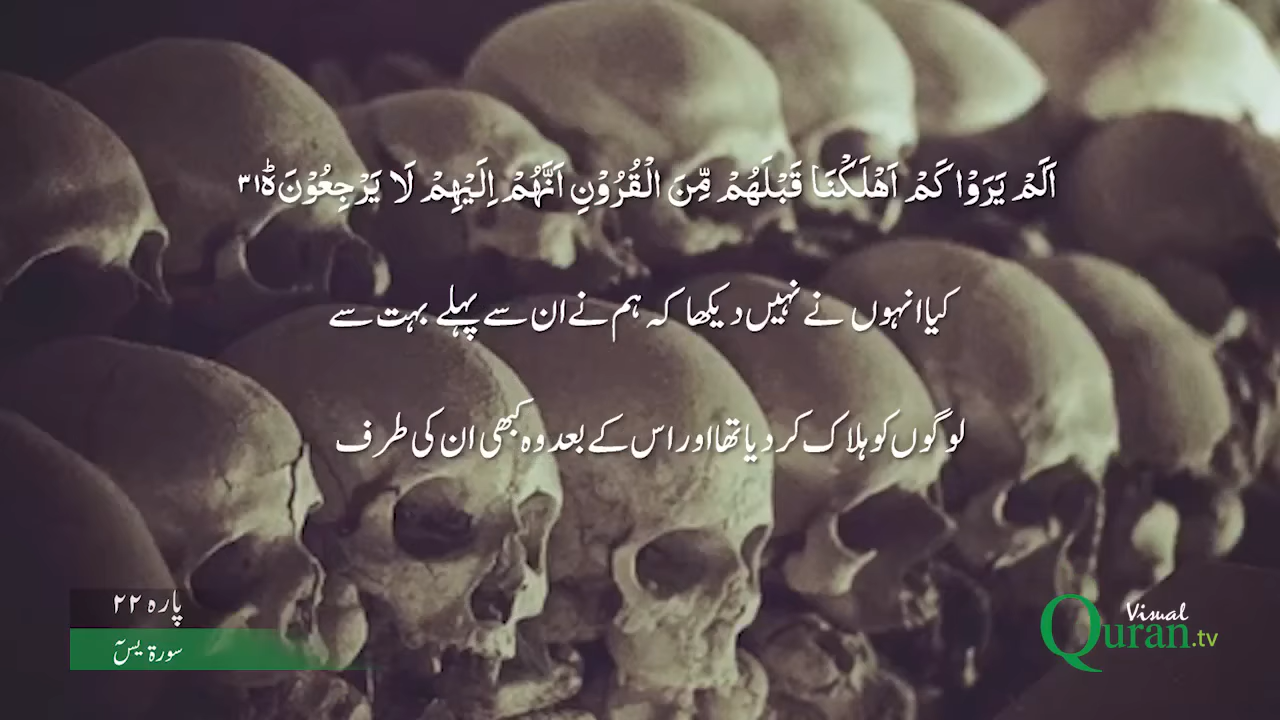 اَلَمْ يَرَوْا كَمْ اَهْلَكْنَا قَبْلَهُمْ مِّنَ الْقُرُوْنِ اَنَّهُمْ اِلَيْهِمْ لَا يَرْجِعُوْنَ ؕ۳۱
کیا انہوں نے نہیں دیکھا کہ ہم نے ان سے پہلے بہت سے
لوگوں کو ہلاک کر دیا تھا اور اس کے بعد وہ کبھی ان کی طرف
پارہ ۲۲
سورۃ یسٓ
Visual
Quran.tv